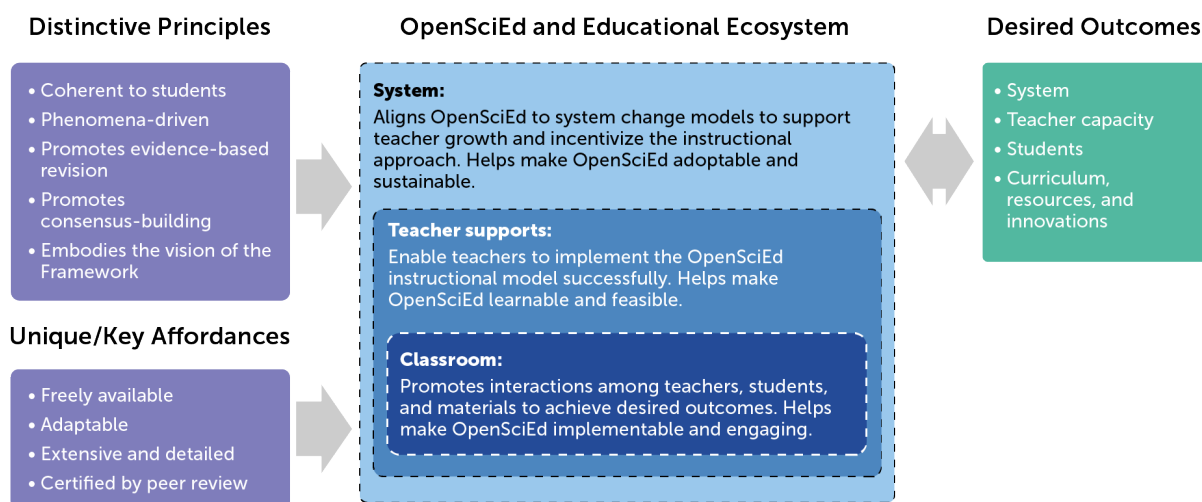 Distinctive Principles
• Coherent to students
• Phenomena-driven
• Promotes evidence-based
revision
• Promotes
consensus-building
• Embodies the vision of the
Framework
Unique/Key Affordances
• Freely available
• Adaptable
• Extensive and detailed
• Certified by peer review
OpenSciEd and Educational Ecosystem
System:
Aligns OpenSciEd to system change models to support
teacher growth and incentivize the instructional
approach. Helps make OpenSciEd adoptable and
sustainable.
Teacher supports:
Enable teachers to implement the OpenSciEd
instructional model successfully. Helps make
OpenSciEd learnable and feasible.
Classroom:
Promotes interactions among teachers, students,
and materials to achieve desired outcomes. Helps
make OpenSciEd implementable and engaging.
Desired Outcomes
• System
• Teacher capacity
• Students
• Curriculum,
resources, and
innovations